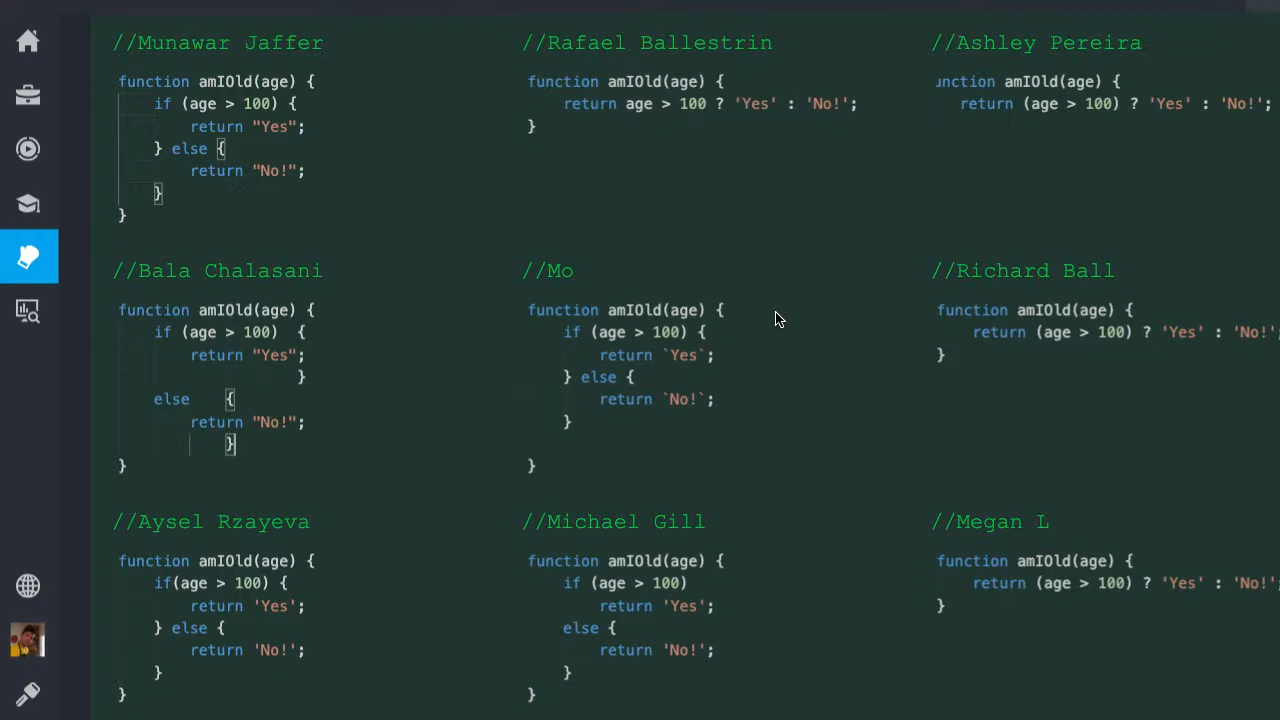 //Munawar Jaffer
function amIOld(age) {
    if (age > 100) {
        return "Yes";
    } else {
        return "No!";
    }
}
//Rafael Ballestrin
function amIOld(age) {
    return age > 100 ? 'Yes' : 'No!';
}
//Ashley Pereira
unction amIOld(age) {
    return (age > 100) ? 'Yes' : 'No!';
//Bala Chalasani
function amIOld(age) {
    if (age > 100)  {
        return "Yes";
                    }
    else    {
        return "No!";
            }
}
//Mo
function amIOld(age) {
    if (age > 100) {
        return `Yes`;
    } else {
        return `No!`;
    }
}
//Richard Ball
function amIOld(age) {
    return (age > 100) ? 'Yes' : 'No!'
}
//Aysel Rzayeva
function amIOld(age) {
    if(age > 100) {
        return 'Yes';
    } else {
        return 'No!';
    }
}
//Michael Gill
function amIOld(age) {
    if (age > 100)
        return 'Yes';
    else {
        return 'No!';
    }
}
//Megan L
function amIOld(age) {
    return (age > 100) ? 'Yes' : 'No!'
}